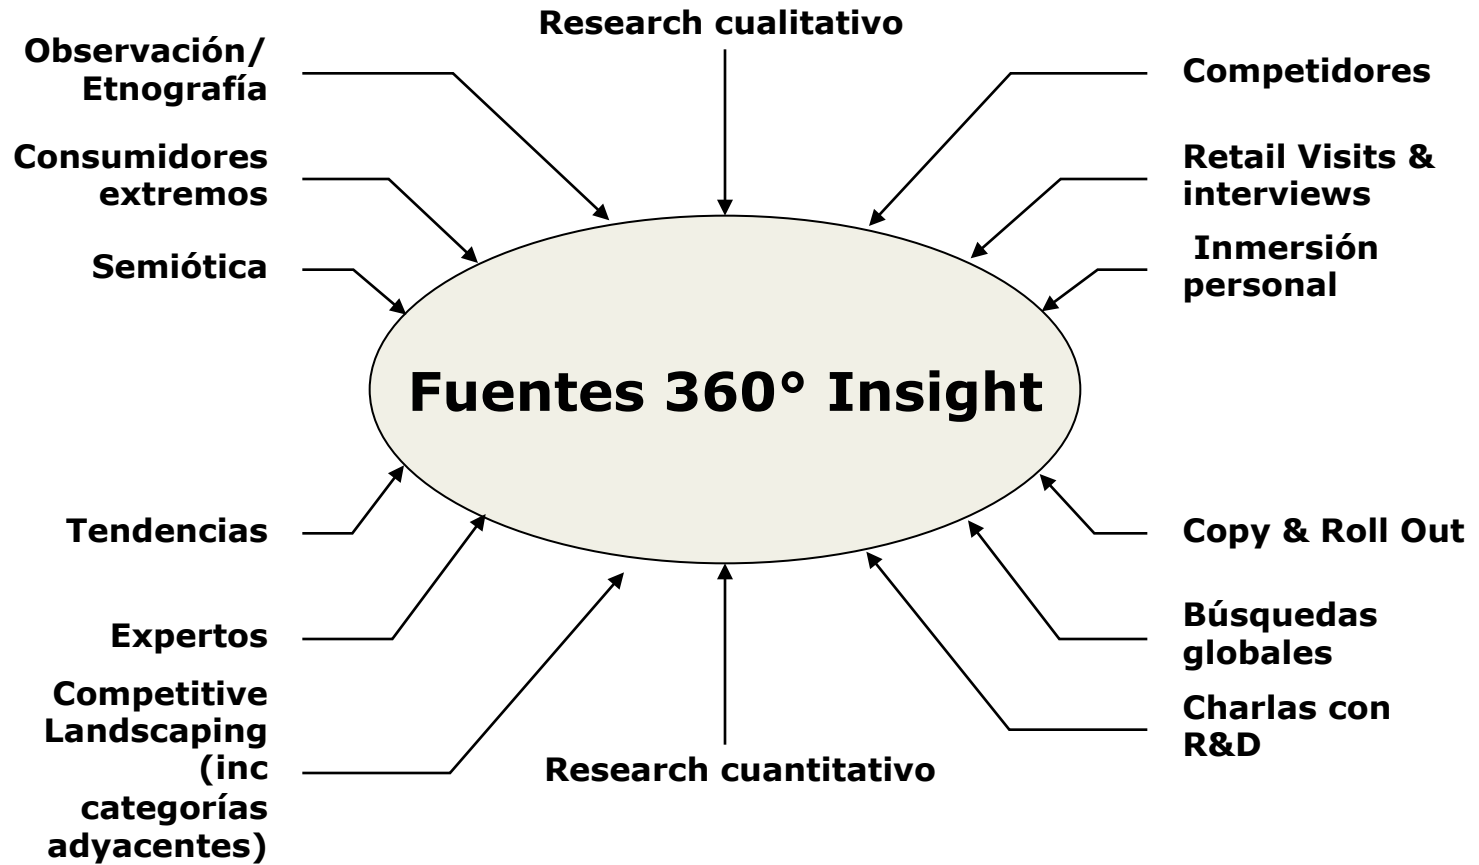 Research cualitativo
Observación/
Etnografía
Consumidores
extremos
Semiótica
Competidores
Retail Visits &
interviews
Inmersión
personal
Fuentes 360° Insight
Tendencias
Expertos
Competitive
Landscaping
(inc
categorías
adyacentes)
Research cuantitativo
Copy & Roll Out
Búsquedas
globales
Charlas con
R&D